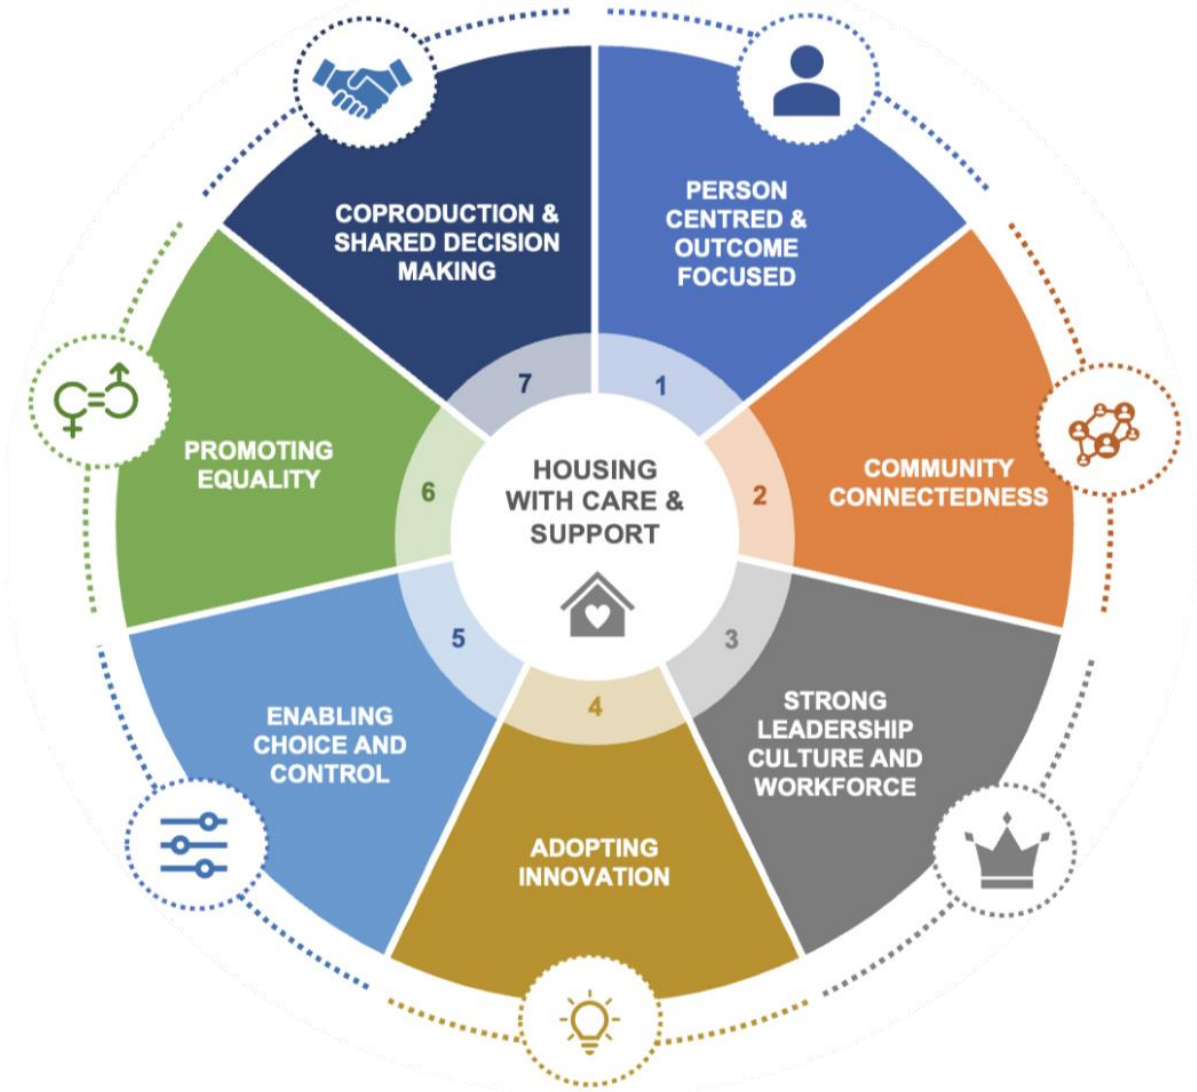 HOUSING
WITH CARE &
SUPPORT
1
PERSON
CENTRED &
OUTCOME
FOCUSED
2
COMMUNITY
CONNECTEDNESS
3
STRONG
LEADERSHIP
CULTURE AND
WORKFORCE
4
ADOPTING
INNOVATION
5
ENABLING
CHOICE AND
CONTROL
6
PROMOTING
EQUALITY
7
COPRODUCTION &
SHARED DECISION
MAKING